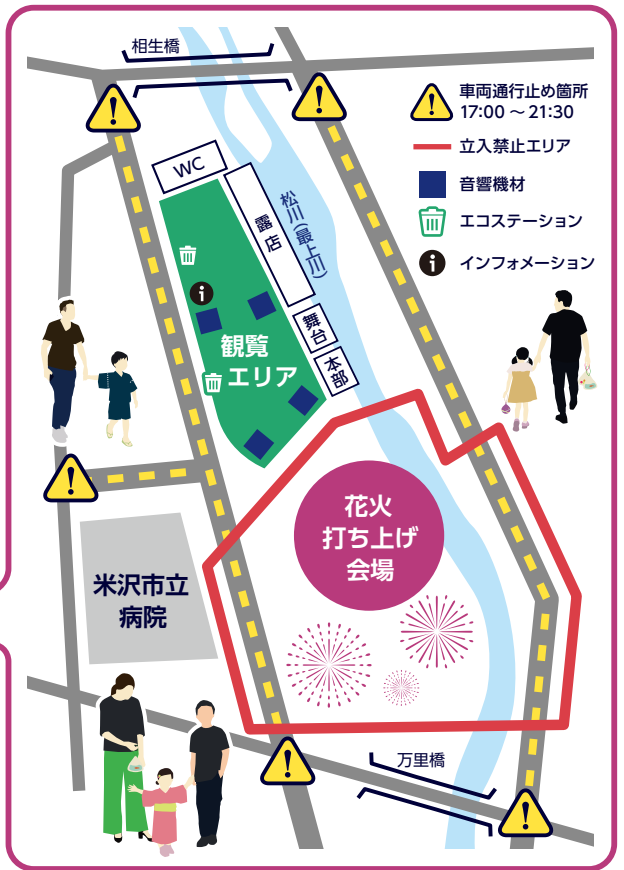 相生橋
車両通行止め箇所
17:00 ～ 21:30
立入禁止エリア
音響機材
エコステーション
i インフォメーション
WC
露店
松川(最上川)
i
舞台
本部
観覧
エリア
花火
打ち上げ
会場
米沢市立
病院
万里橋